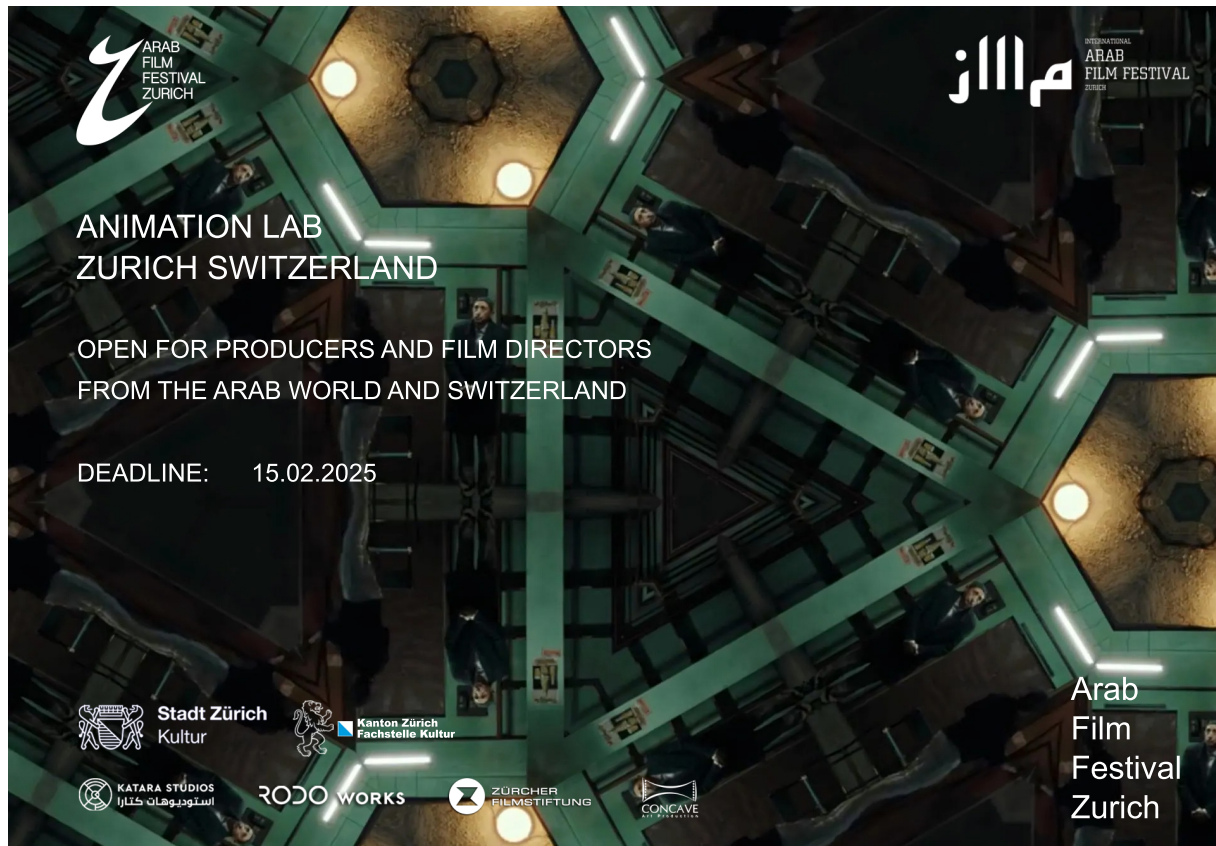 ARAB
FILM
FESTIVAL
ZURICH
INTERNATIONAL
ARAB
FILM FESTIVAL
ZURICH
ANIMATION LAB
ZURICH SWITZERLAND
OPEN FOR PRODUCERS AND FILM DIRECTORS
FROM THE ARAB WORLD AND SWITZERLAND
DEADLINE: 15.02.2025
Stadt Zürich
Kultur
Kanton Zürich
Fachstelle Kultur
KATARA STUDIOS
استوديوهات كتارا
RODO WORKS
ZÜRCHER
FILMSTIFTUNG
CONCAVE
Art Production
Arab
Film
Festival
Zurich